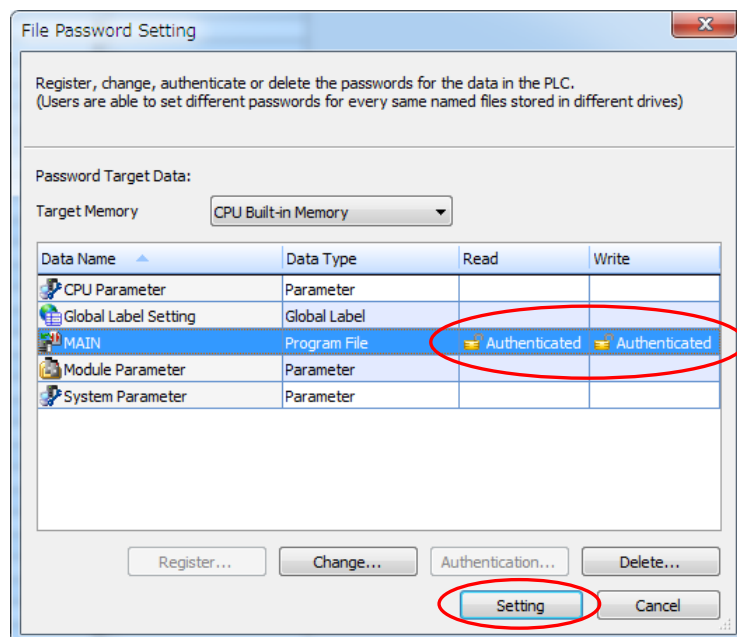 File Password Setting
Register, change, authenticate or delete the passwords for the data in the PLC.
(Users are able to set different passwords for every same named files stored in different drives)
Password Target Data:
Target Memory CPU Built-in Memory
Data Name Data Type Read Write
CPU Parameter Parameter
Global Label Setting Global Label
MAIN Program File Authenticated Authenticated
Module Parameter Parameter
System Parameter Parameter
Register... Change... Authentication... Delete...
Setting Cancel